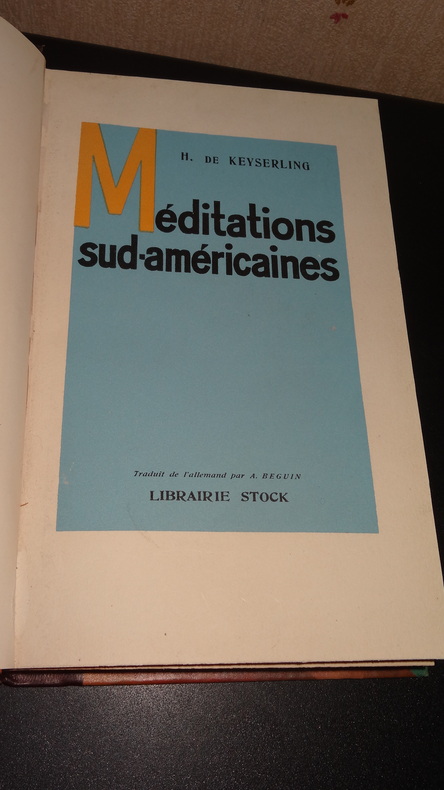 H. DE KEYSERLING
Méditations
sud-américaines
Traduit de l'allemand par A. BEGUIN
LIBRAIRIE STOCK